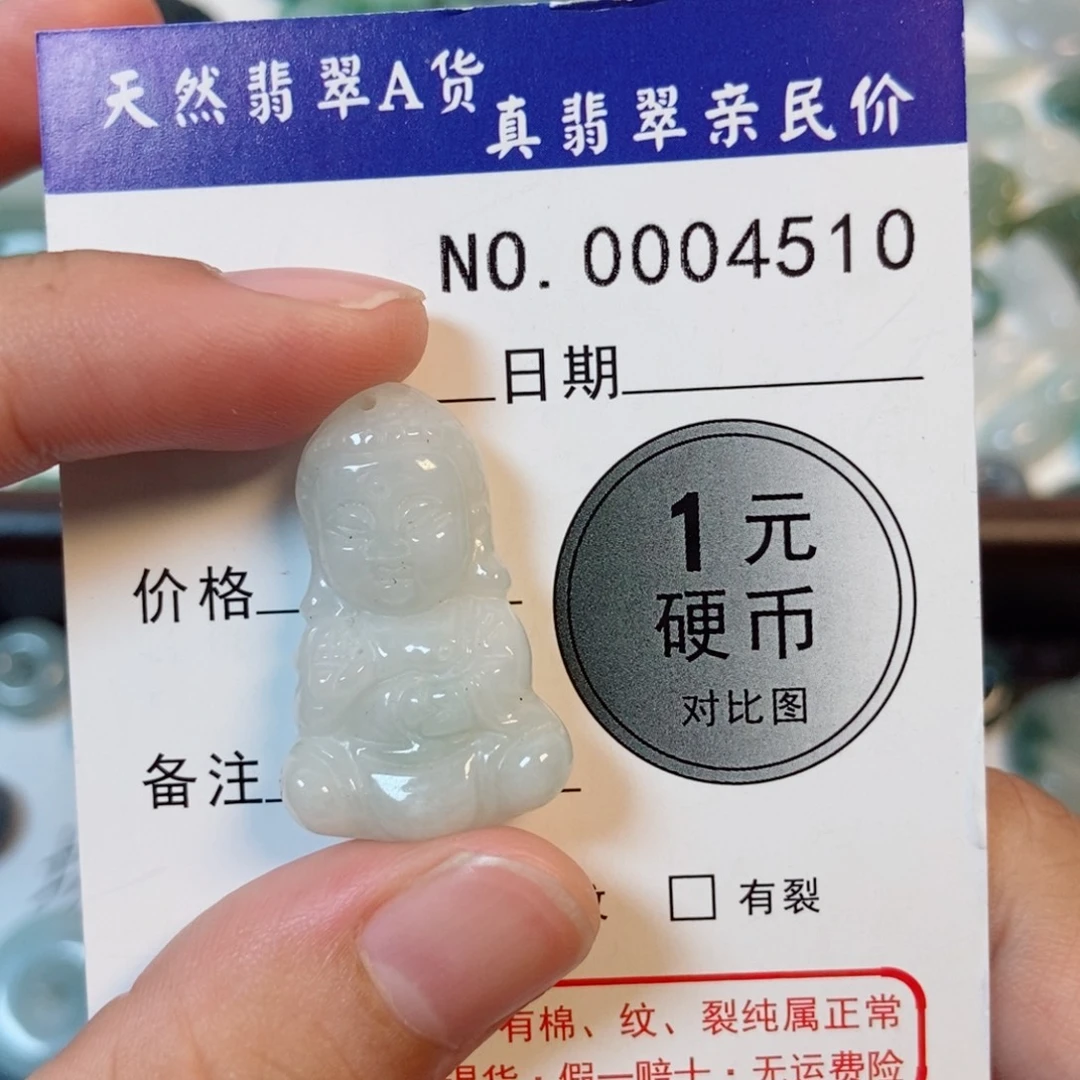 天然翡翠A货
真翡翠亲民价
NO. 0004510
日期
1元
硬币
对比图
价格
备注
有裂
有棉、纹、裂纯属正常
退货·假一赔十·无运费险